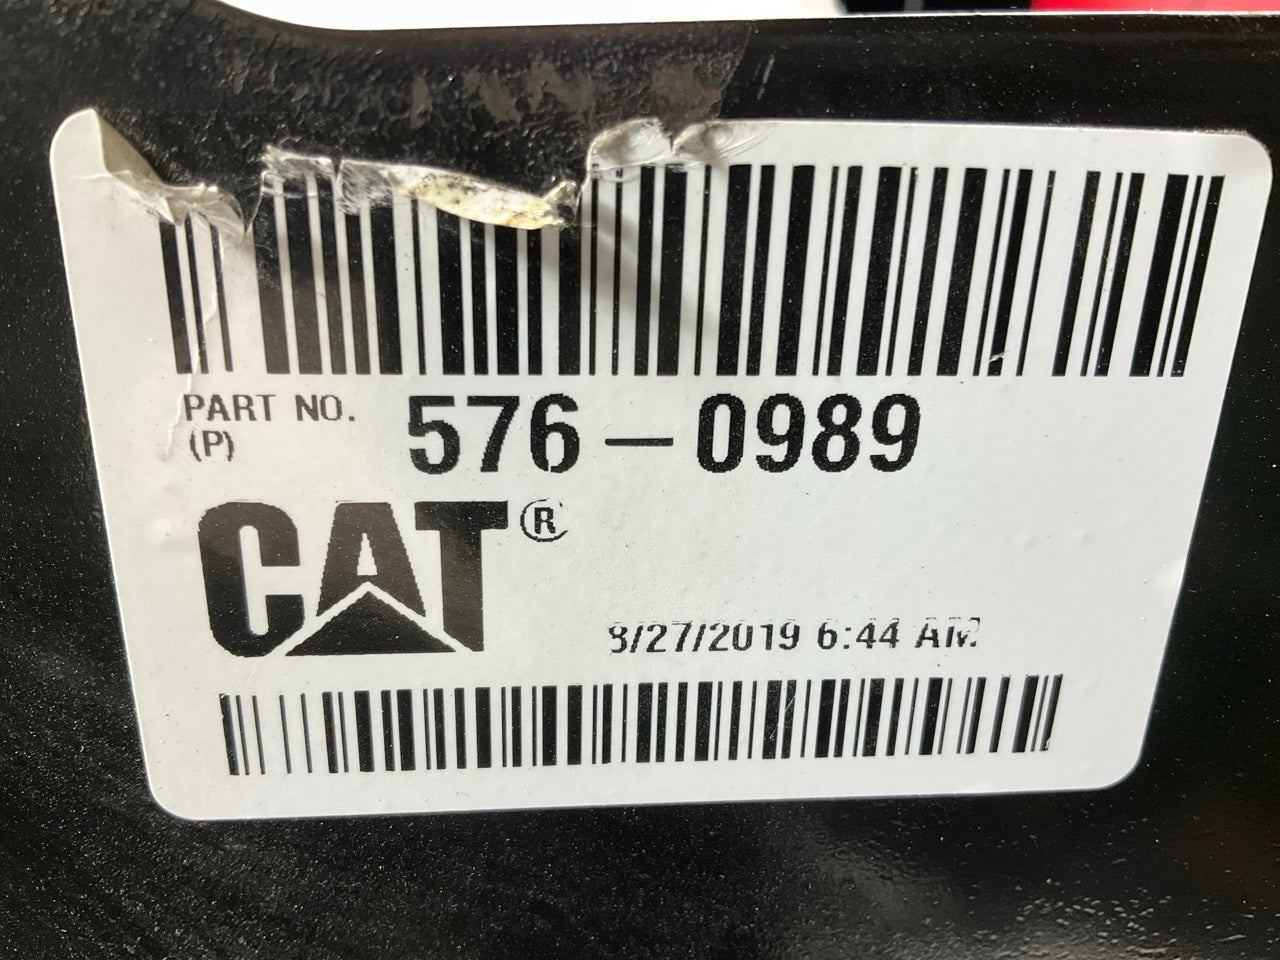 PART NO. 576-0989
(P)
CAT®
8/27/2019 6:44 AM